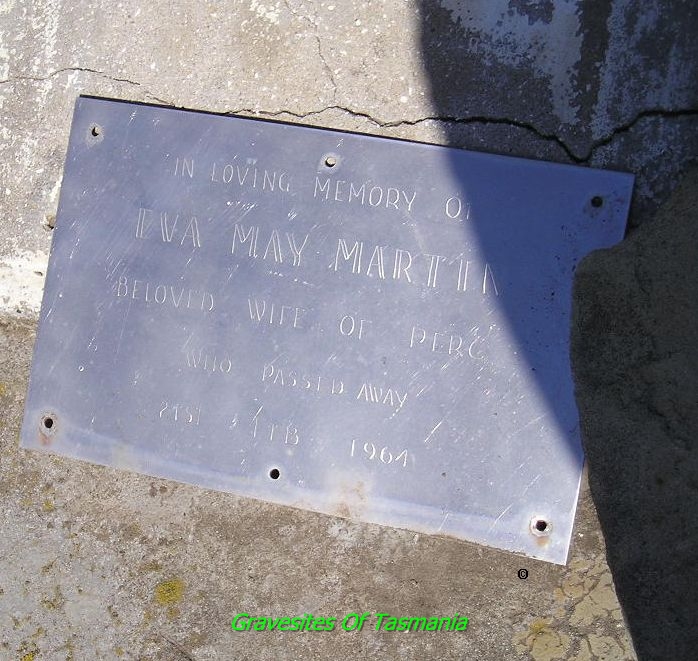 IN LOVING MEMORY OF
EVA MAY MARTIN
BELOVED WIFE OF PERC
WHO PASSED AWAY
21ST FEB 1964
©
Gravesites Of Tasmania